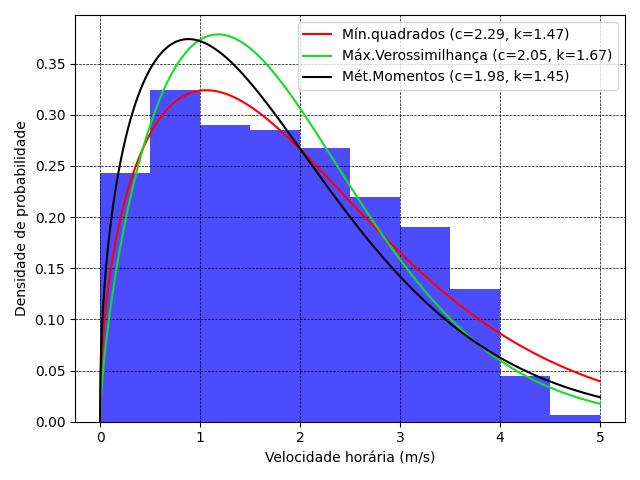 Mín.quadrados (c=2.29, k=1.47)
Máx.Verossimilhança (c=2.05, k=1.67)
Mét.Momentos (c=1.98, k=1.45)
Densidade de probabilidade
0.35
0.30
0.25
0.20
0.15
0.10
0.05
0.00
0 1 2 3 4 5
Velocidade horária (m/s)